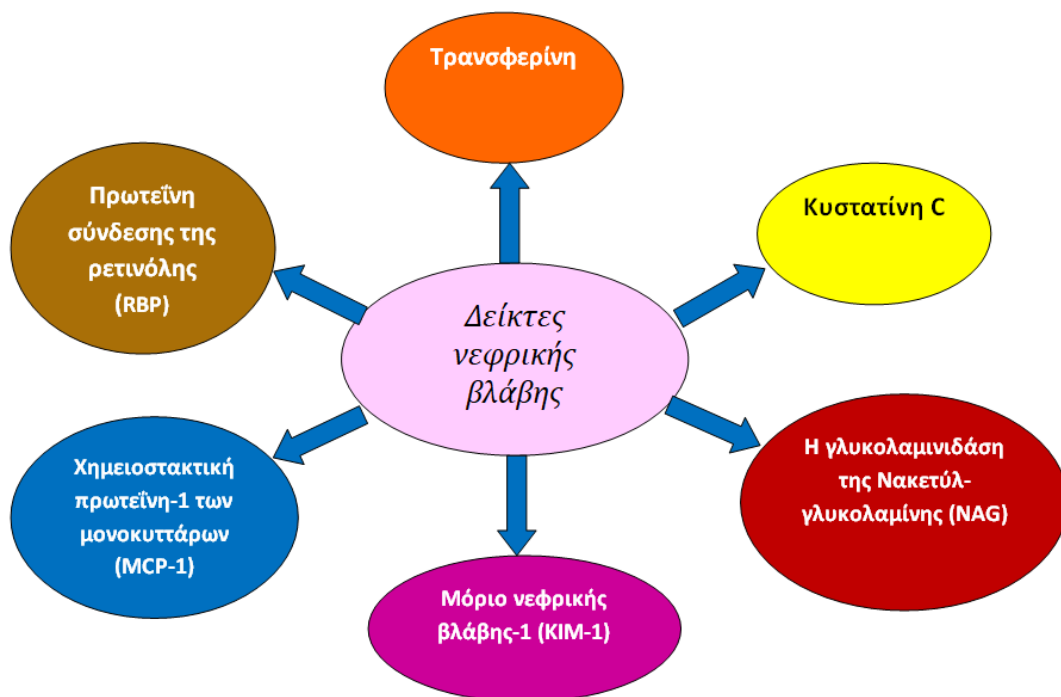 Τρανσφερίνη
Πρωτεΐνη
σύνδεσης της
ρετινόλης
(RBP)
Κυστατίνη C
Δείκτες
νεφρικής
βλάβης
Χημειοστακτική
πρωτεΐνη-1 των
μονοκυττάρων
(MCP-1)
Η γλυκολαμινιδάση
της Νακετύλ-
γλυκολαμίνης (NAG)
Μόριο νεφρικής
βλάβης-1 (KIM-1)